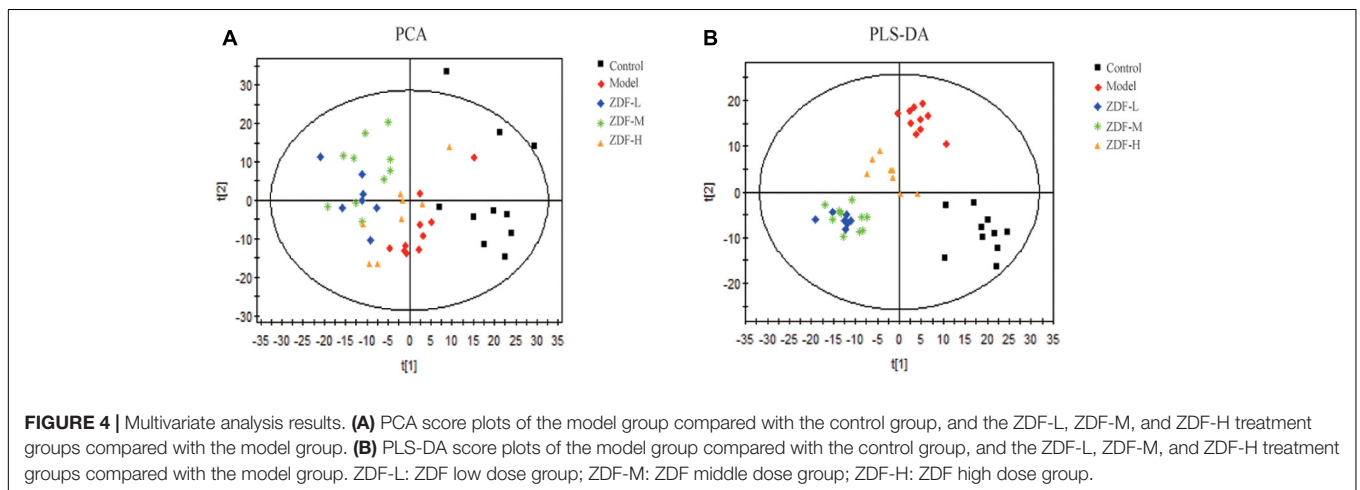 A
PCA
Control
Model
ZDF-L
ZDF-M
ZDF-H
t[2]
30
20
10
0
-10
-20
-30
-35 -30 -25 -20 -15 -10 -5 0 5 10 15 20 25 30 35
t[1]
B
PLS-DA
Control
Model
ZDF-L
ZDF-M
ZDF-H
t[2]
20
10
0
-10
-20
-35 -30 -25 -20 -15 -10 -5 0 5 10 15 20 25 30 35
t[1]
FIGURE 4 | Multivariate analysis results. (A) PCA score plots of the model group compared with the control group, and the ZDF-L, ZDF-M, and ZDF-H treatment
groups compared with the model group. (B) PLS-DA score plots of the model group compared with the control group, and the ZDF-L, ZDF-M, and ZDF-H treatment
groups compared with the model group. ZDF-L: ZDF low dose group; ZDF-M: ZDF middle dose group; ZDF-H: ZDF high dose group.